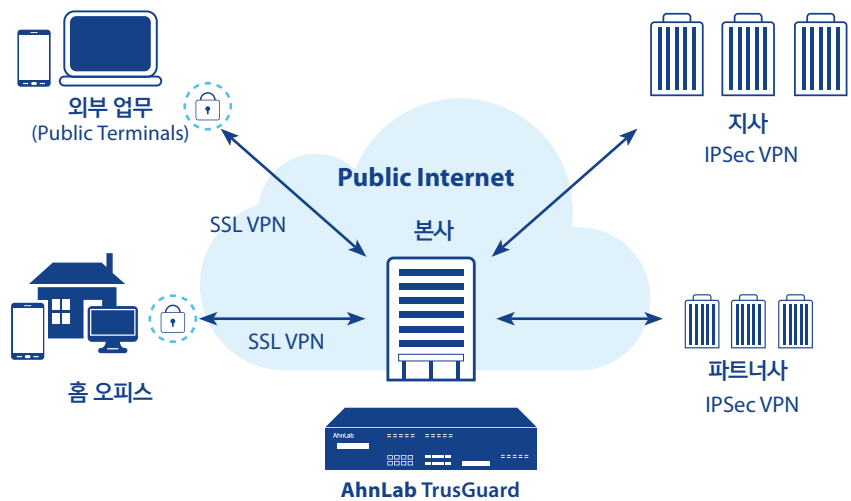 외부 업무
(Public Terminals)
지사
IPSec VPN
Public Internet
SSL VPN
본사
SSL VPN
홈 오피스
파트너사
IPSec VPN
AhnLab
AhnLab TrusGuard